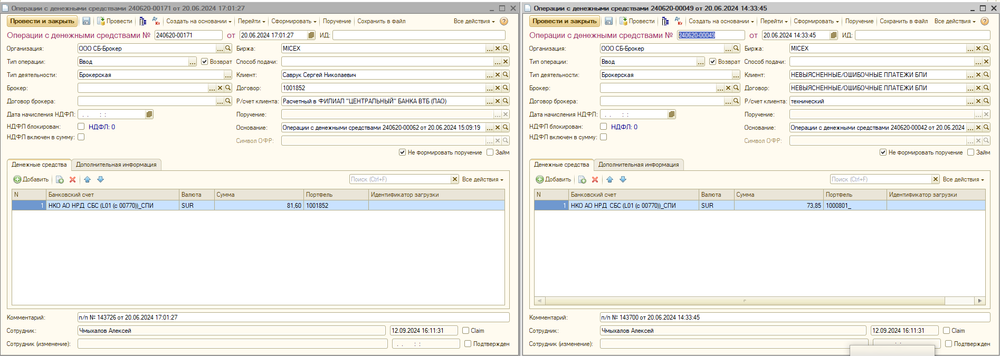 Операции с денежными средствами 240620-00171 от 20.06.2024 17:01:27
Провести и закрыть Провести Дт Кт Создать на основании Перейти Сформировать Поручение Сохранить в файл Все действия ?
Операции с денежными средствами № 240620-00171 от 20.06.2024 17:01:27 ИД:
Организация: ООО СБ-Брокер ... Биржа: MICEX ...
Тип операции: Ввод ... Возврат Способ подачи: ...
Тип деятельности: Брокерская ... Клиент: Саврук Сергей Николаевич ...
Брокер: ... Договор: 1001852 ...
Договор брокера: ... Р/счет клиента: Расчетный в ФИЛИАЛ "ЦЕНТРАЛЬНЫЙ" БАНКА ВТБ (ПАО) ...
Дата начисления НДФЛ: . . : : Поручение: ...
НДФЛ блокирован: НДФЛ: 0 Основание: Операции с денежными средствами 240620-00062 от 20.06.2024 15:09:19 ...
НДФЛ включен в сумму: Символ ОФР: ...
Не формировать поручение Займ
Денежные средства Дополнительная информация
Добавить Поиск (Ctrl+F) Все действия
N Банковский счет Валюта Сумма Портфель Идентификатор загрузки
1 НКО АО НРД_СБС (L01 (с 00770))_СПИ SUR 81,60 1001852
Комментарий: п/п № 143726 от 20.06.2024 17:01:27
Сотрудник: Чмыхалов Алексей 12.09.2024 16:11:31 Claim
Сотрудник (изменение): . . : : Подтвержден
Операции с денежными средствами 240620-00049 от 20.06.2024 14:33:45
Провести и закрыть Провести Дт Кт Создать на основании Перейти Сформировать Поручение Сохранить в файл Все действия ?
Операции с денежными средствами № 240620-00049 от 20.06.2024 14:33:45 ИД:
Организация: ООО СБ-Брокер ... Биржа: MICEX ...
Тип операции: Ввод ... Возврат Способ подачи: ...
Тип деятельности: Брокерская ... Клиент: НЕВЫЯСНЕННЫЕ/ОШИБОЧНЫЕ ПЛАТЕЖИ БПИ ...
Брокер: ... Договор: НЕВЫЯСНЕННЫЕ/ОШИБОЧНЫЕ ПЛАТЕЖИ БПИ ...
Договор брокера: ... Р/счет клиента: технический ...
Дата начисления НДФЛ: . . : : Поручение: ...
НДФЛ блокирован: НДФЛ: 0 Основание: Операции с денежными средствами 240620-00042 от 20.06.2024 ...
НДФЛ включен в сумму: Символ ОФР: ...
Не формировать поручение Займ
Денежные средства Дополнительная информация
Добавить Поиск (Ctrl+F) Все действия
N Банковский счет Валюта Сумма Портфель Идентификатор загрузки
1 НКО АО НРД_СБС (L01 (с 00770))_СПИ SUR 73,85 1000801_
Комментарий: п/п № 143700 от 20.06.2024 14:33:45
Сотрудник: Чмыхалов Алексей 12.09.2024 16:11:31 Claim
Сотрудник (изменение): : : Подтвержден